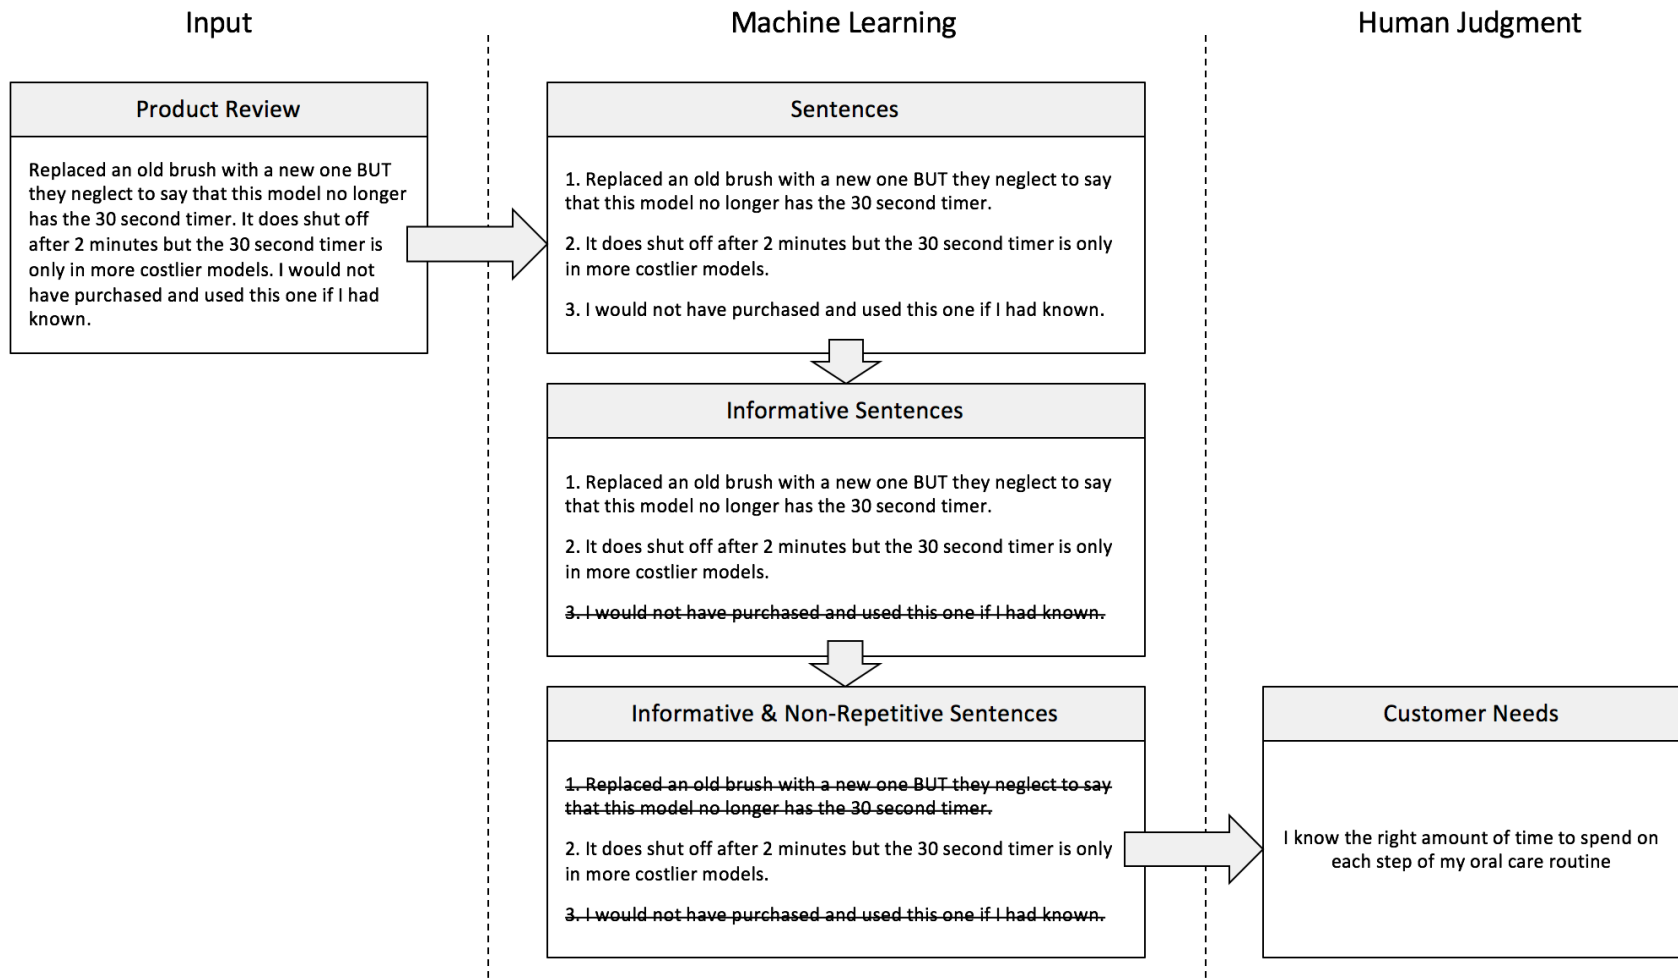 Input
Machine Learning
Human Judgment
Product Review
Replaced an old brush with a new one BUT
they neglect to say that this model no longer
has the 30 second timer. It does shut off
after 2 minutes but the 30 second timer is
only in more costlier models. I would not
have purchased and used this one if I had
known.
Sentences
1. Replaced an old brush with a new one BUT they neglect to say
that this model no longer has the 30 second timer.
2. It does shut off after 2 minutes but the 30 second timer is only
in more costlier models.
3. I would not have purchased and used this one if I had known.
Informative Sentences
1. Replaced an old brush with a new one BUT they neglect to say
that this model no longer has the 30 second timer.
2. It does shut off after 2 minutes but the 30 second timer is only
in more costlier models.
3. I would not have purchased and used this one if I had known.
Informative & Non-Repetitive Sentences
1. Replaced an old brush with a new one BUT they neglect to say
that this model no longer has the 30 second timer.
2. It does shut off after 2 minutes but the 30 second timer is only
in more costlier models.
3. I would not have purchased and used this one if I had known.
Customer Needs
I know the right amount of time to spend on
each step of my oral care routine